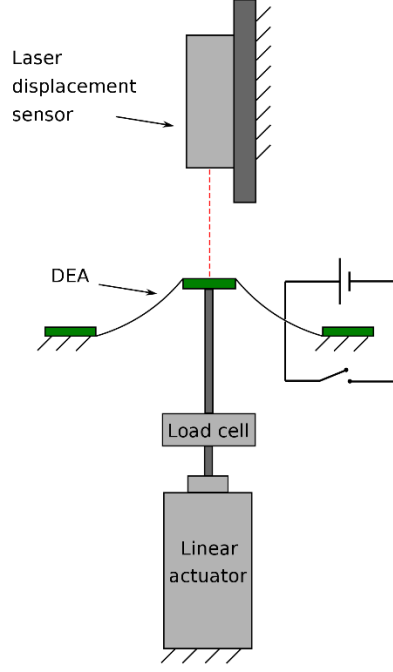 Laser
displacement
sensor
DEA
Load cell
Linear
actuator